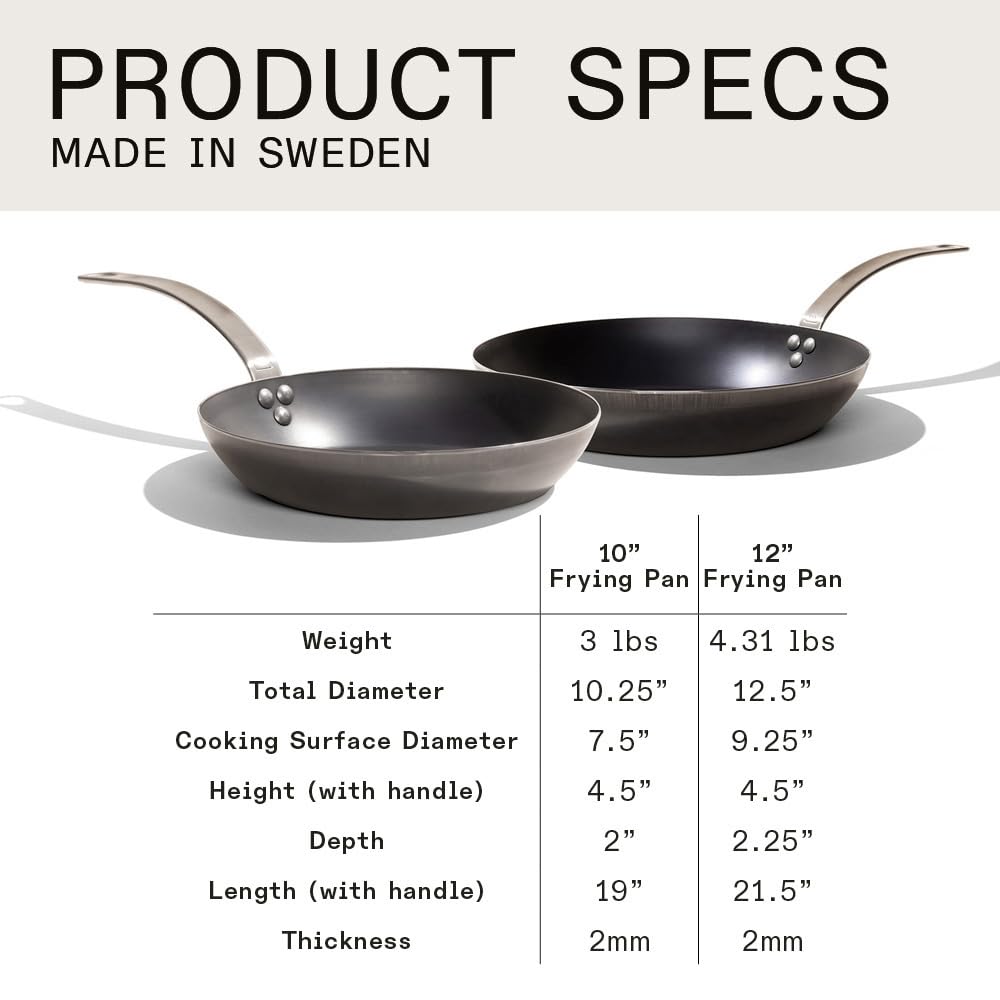 PRODUCT SPECS
MADE IN SWEDEN
10” 12”
Frying Pan Frying Pan
Weight 3 lbs 4.31 lbs
Total Diameter 10.25” 12.5”
Cooking Surface Diameter 7.5” 9.25”
Height (with handle) 4.5” 4.5”
Depth 2” 2.25”
Length (with handle) 19” 21.5”
Thickness 2mm 2mm